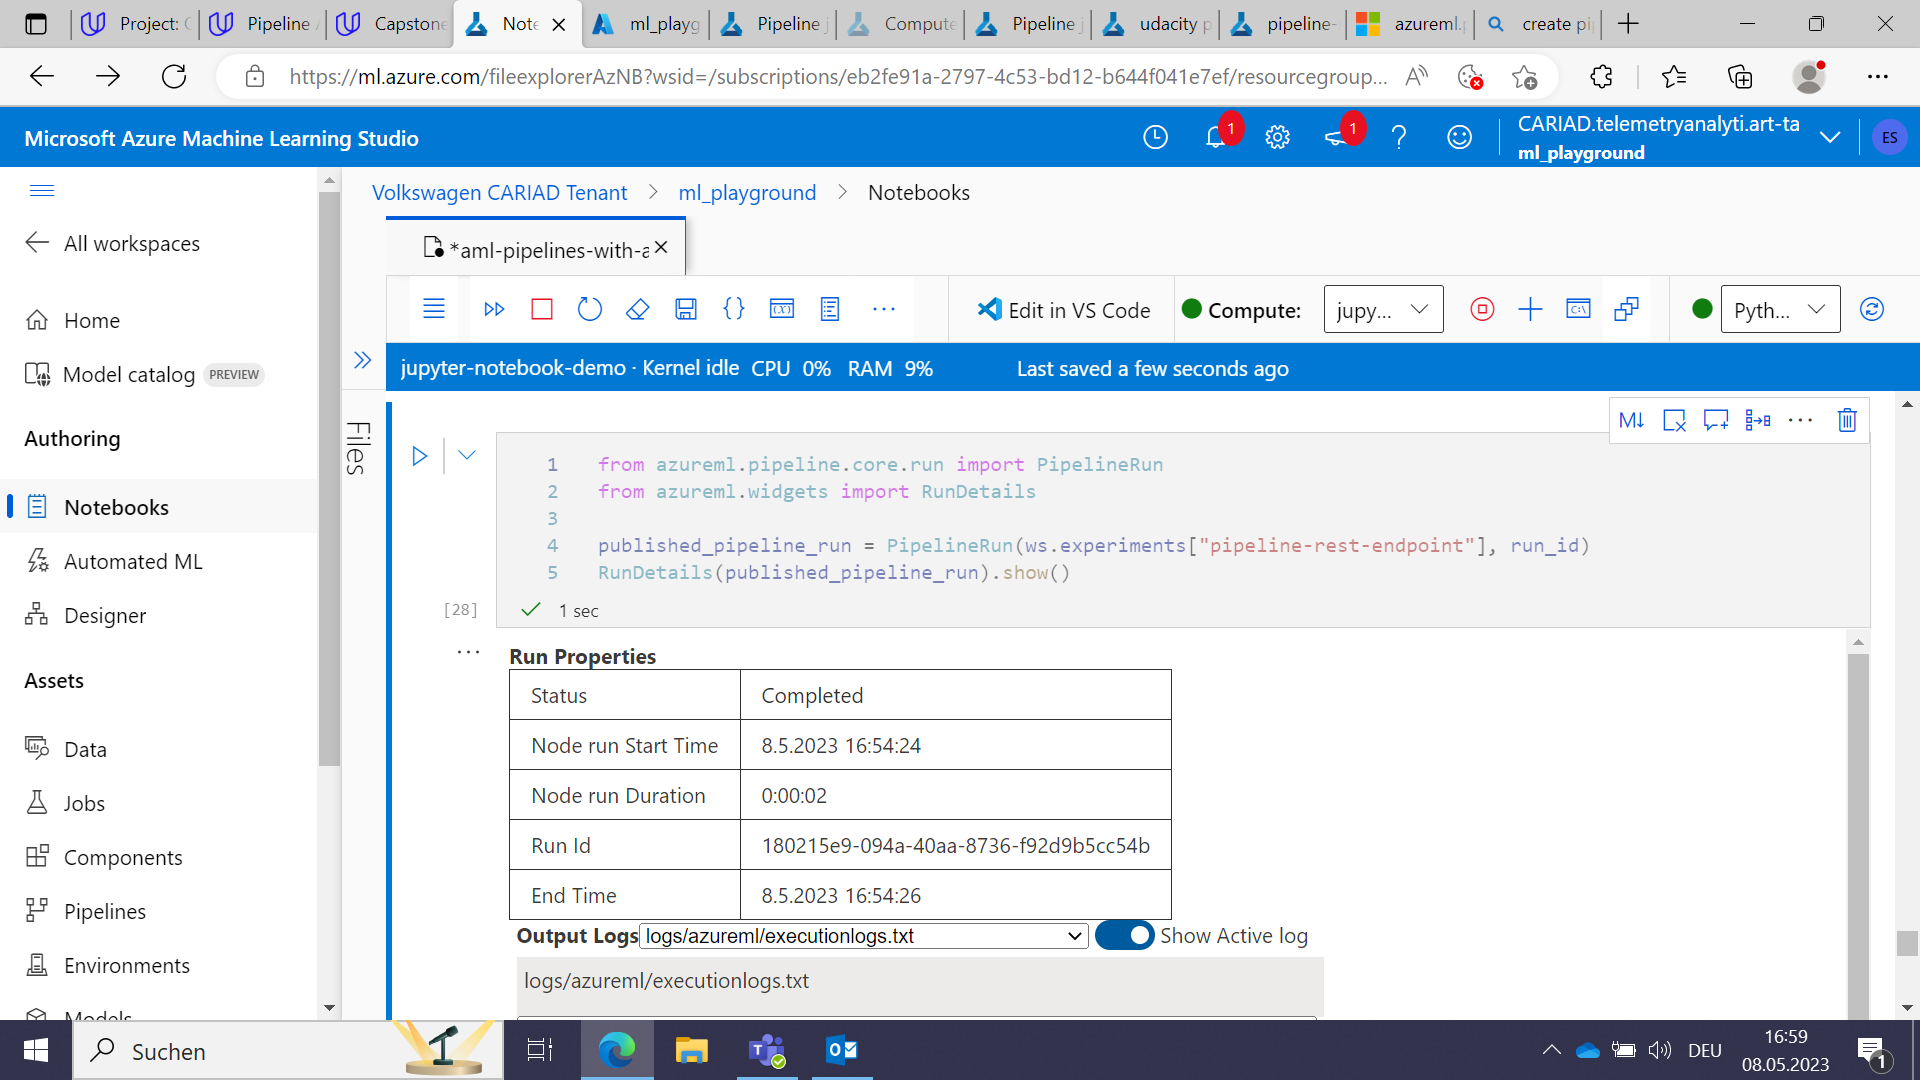 Project: C
Pipeline A
Capstone
Note
ml_playg
Pipeline j
Compute
Pipeline j
udacity p
pipeline-
azureml.p
create pip
https://ml.azure.com/fileexplorerAzNB?wsid=/subscriptions/eb2fe91a-2797-4c53-bd12-b644f041e7ef/resourcegroup...
Microsoft Azure Machine Learning Studio
1
1
CARIAD.telemetryanalyti.art-ta
ml_playground
ES
Volkswagen CARIAD Tenant
ml_playground
Notebooks
All workspaces
Home
Model catalog PREVIEW
Authoring
Notebooks
Automated ML
Designer
Assets
Data
Jobs
Components
Pipelines
Environments
Models
*aml-pipelines-with-a
Edit in VS Code
Compute:
jupy...
Pyth...
jupyter-notebook-demo · Kernel idle CPU 0% RAM 9%
Last saved a few seconds ago
Files
M↓
1 from azureml.pipeline.core.run import PipelineRun
2 from azureml.widgets import RunDetails
3
4 published_pipeline_run = PipelineRun(ws.experiments["pipeline-rest-endpoint"], run_id)
5 RunDetails(published_pipeline_run).show()
[28]
1 sec
Run Properties
Status Completed
Node run Start Time 8.5.2023 16:54:24
Node run Duration 0:00:02
Run Id 180215e9-094a-40aa-8736-f92d9b5cc54b
End Time 8.5.2023 16:54:26
Output Logs logs/azureml/executionlogs.txt Show Active log
logs/azureml/executionlogs.txt
Suchen
DEU
16:59
08.05.2023
1